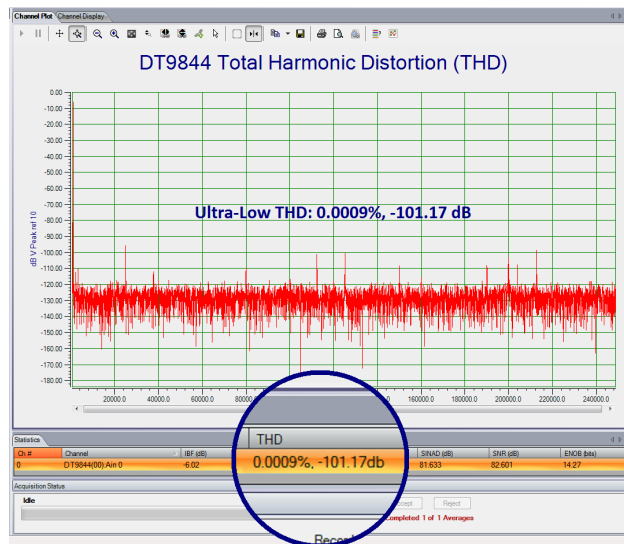 Channel Plot Channel Display
DT9844 Total Harmonic Distortion (THD)
0.00
-10.00
-20.00
-30.00
-40.00
-50.00
-60.00
-70.00
-80.00
-90.00
-100.00
-110.00
-120.00
-130.00
-140.00
-150.00
-160.00
-170.00
-180.00
dB V Peak ref 10
Ultra-Low THD: 0.0009%, -101.17 dB
20000.0 40000.0 60000.0 160000.0 180000.0 200000.0 220000.0 240000.0
Statistics
Ch # Channel IBF (dB) THD SINAD (dB) SNR (dB) ENOB (bits)
0 DT9844(00).Ain 0 -6.02 0.0009%, -101.17db 81.633 82.601 14.27
Acquisition Status
Idle Reject
Completed 1 of 1 Averages